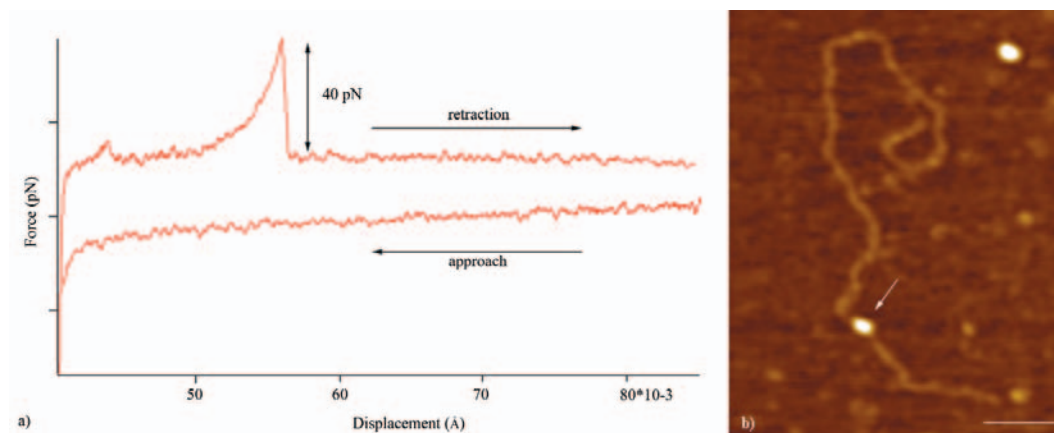 40 pN
retraction
approach
Force (pN)
50
60
70
80*10-3
Displacement (Å)
a)
b)